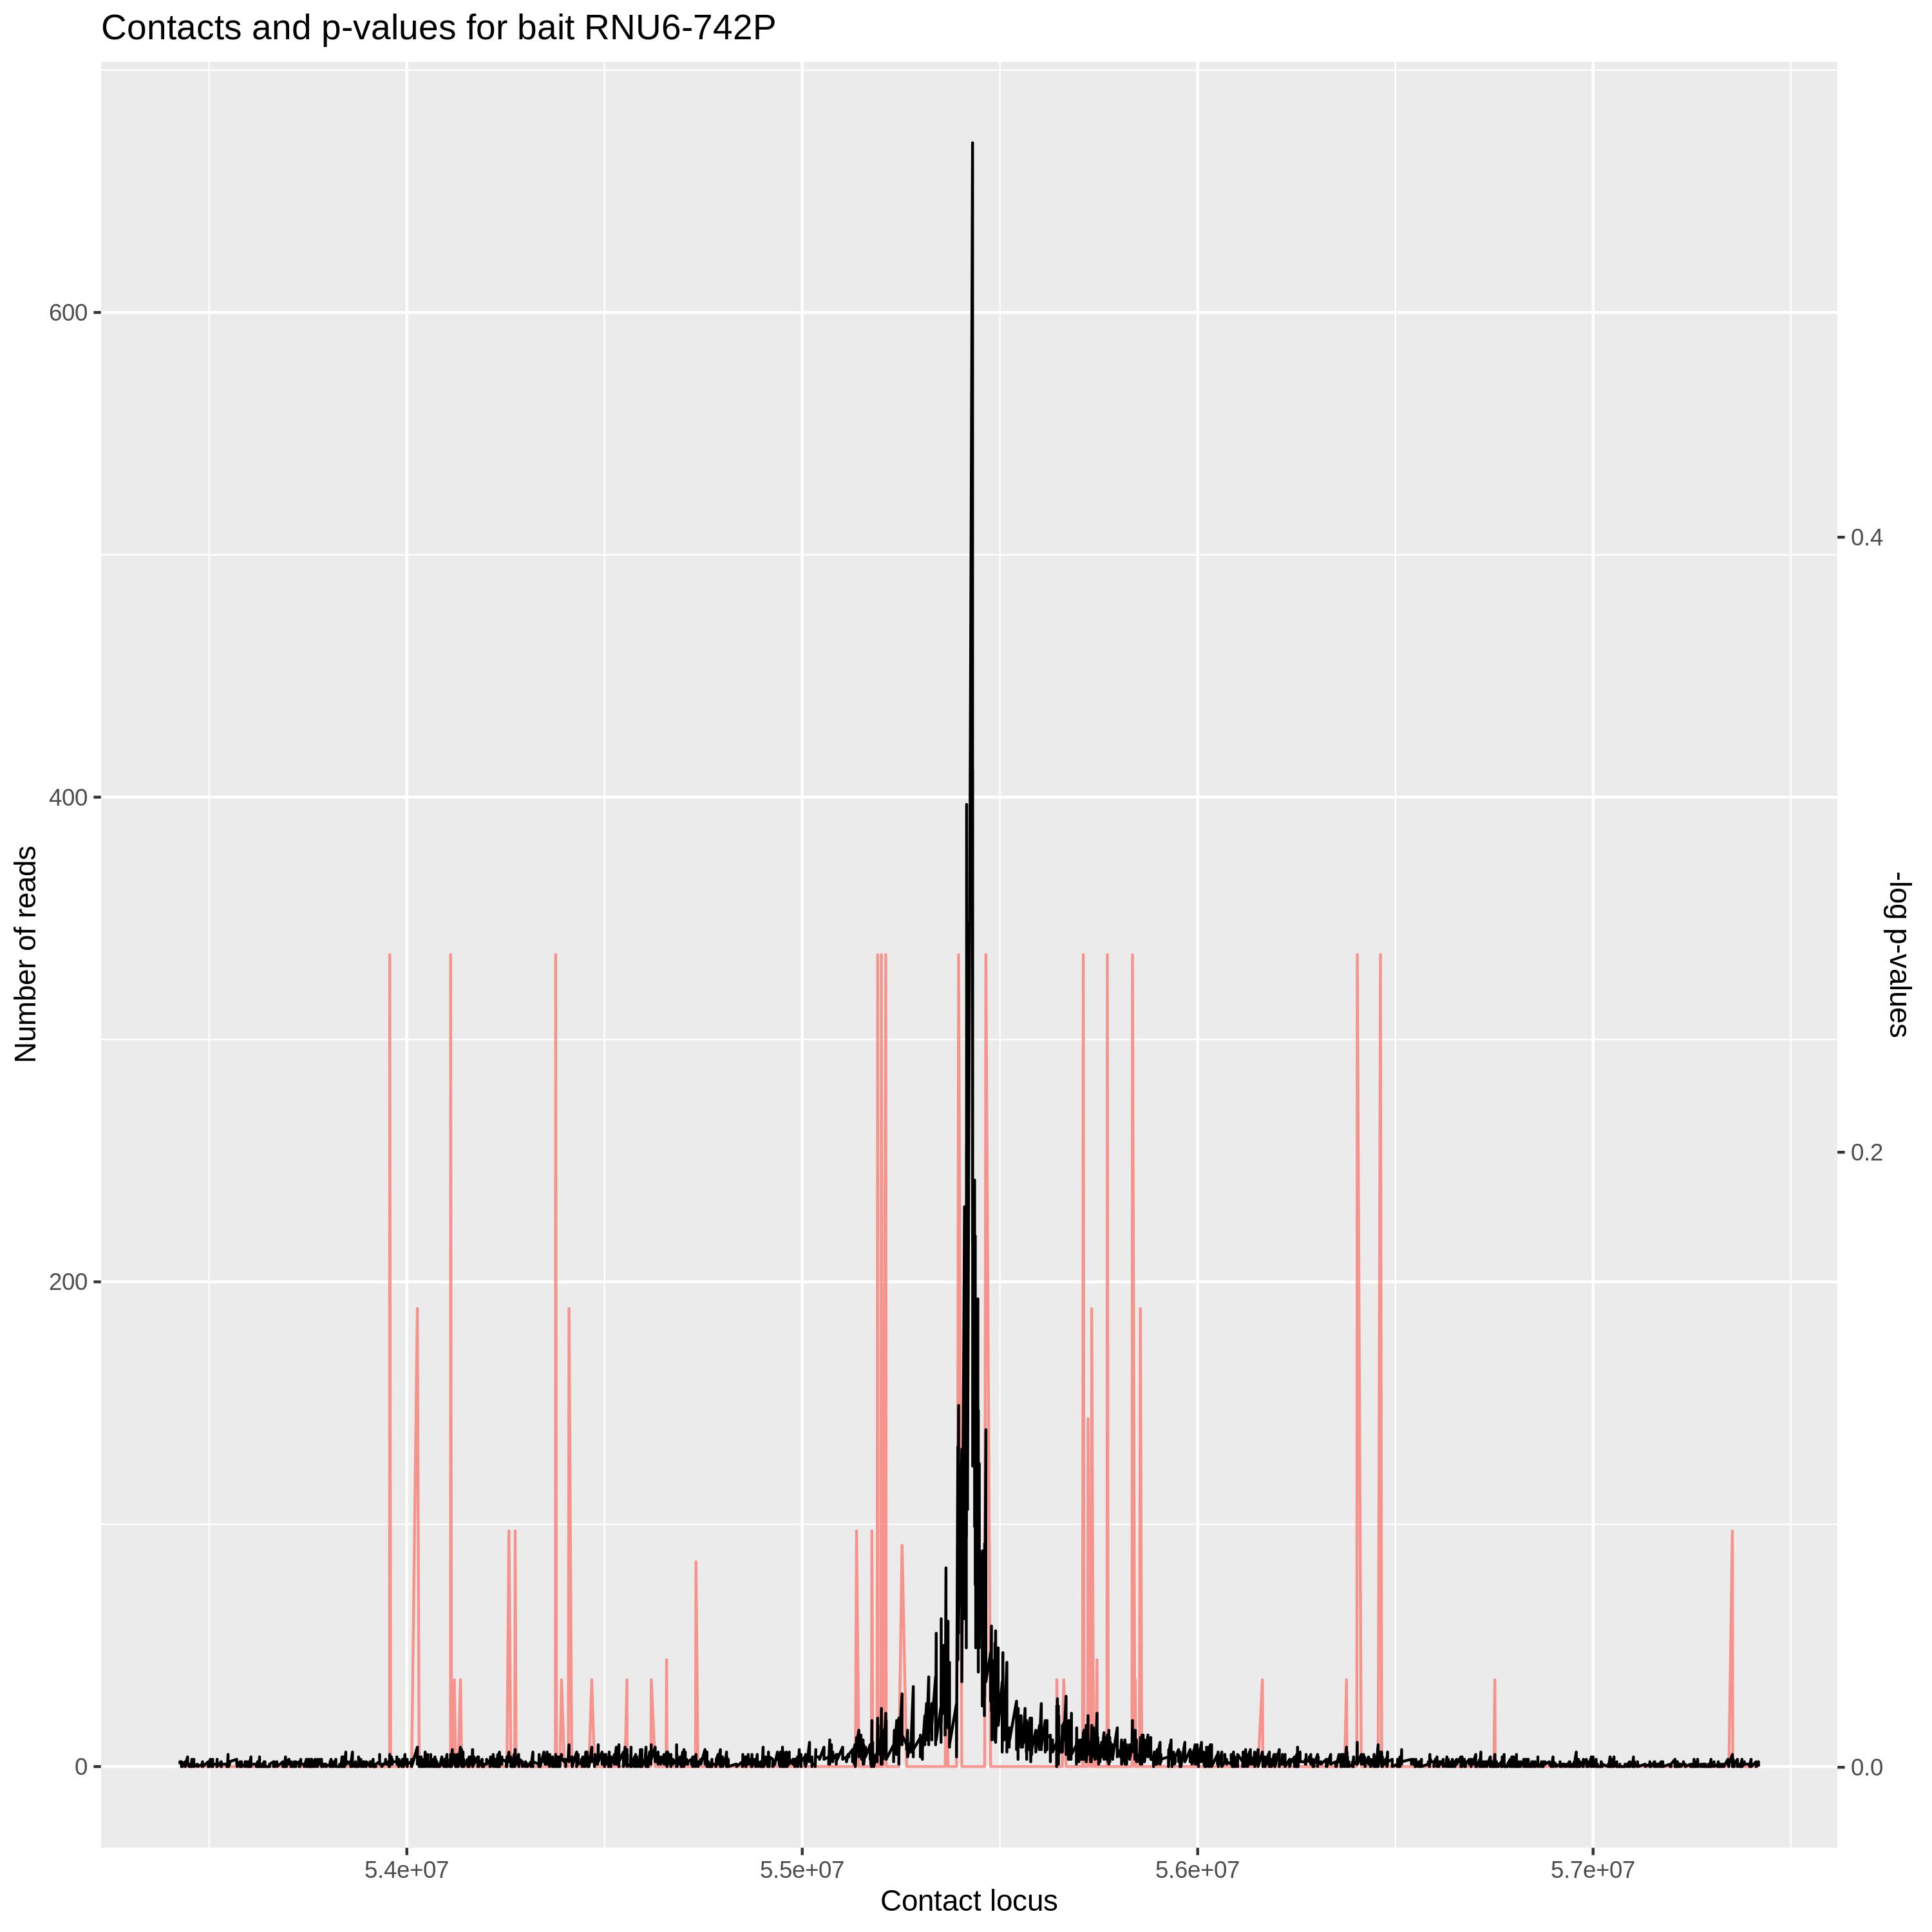 Contacts and p-values for bait RNU6-742P
600
400
200
0
0.4
0.2
0.0
Number of reads
-log p-values
5.4e+07
5.5e+07
5.6e+07
5.7e+07
Contact locus